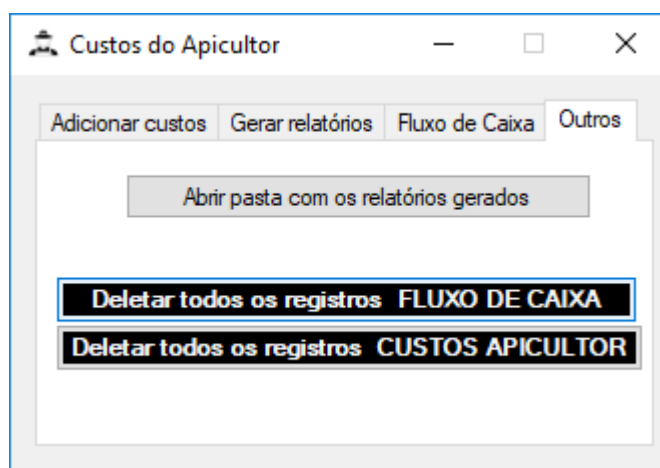 Custos do Apicultor
Adicionar custos Gerar relatórios Fluxo de Caixa Outros
Abrir pasta com os relatórios gerados
Deletar todos os registros FLUXO DE CAIXA
Deletar todos os registros CUSTOS APICULTOR